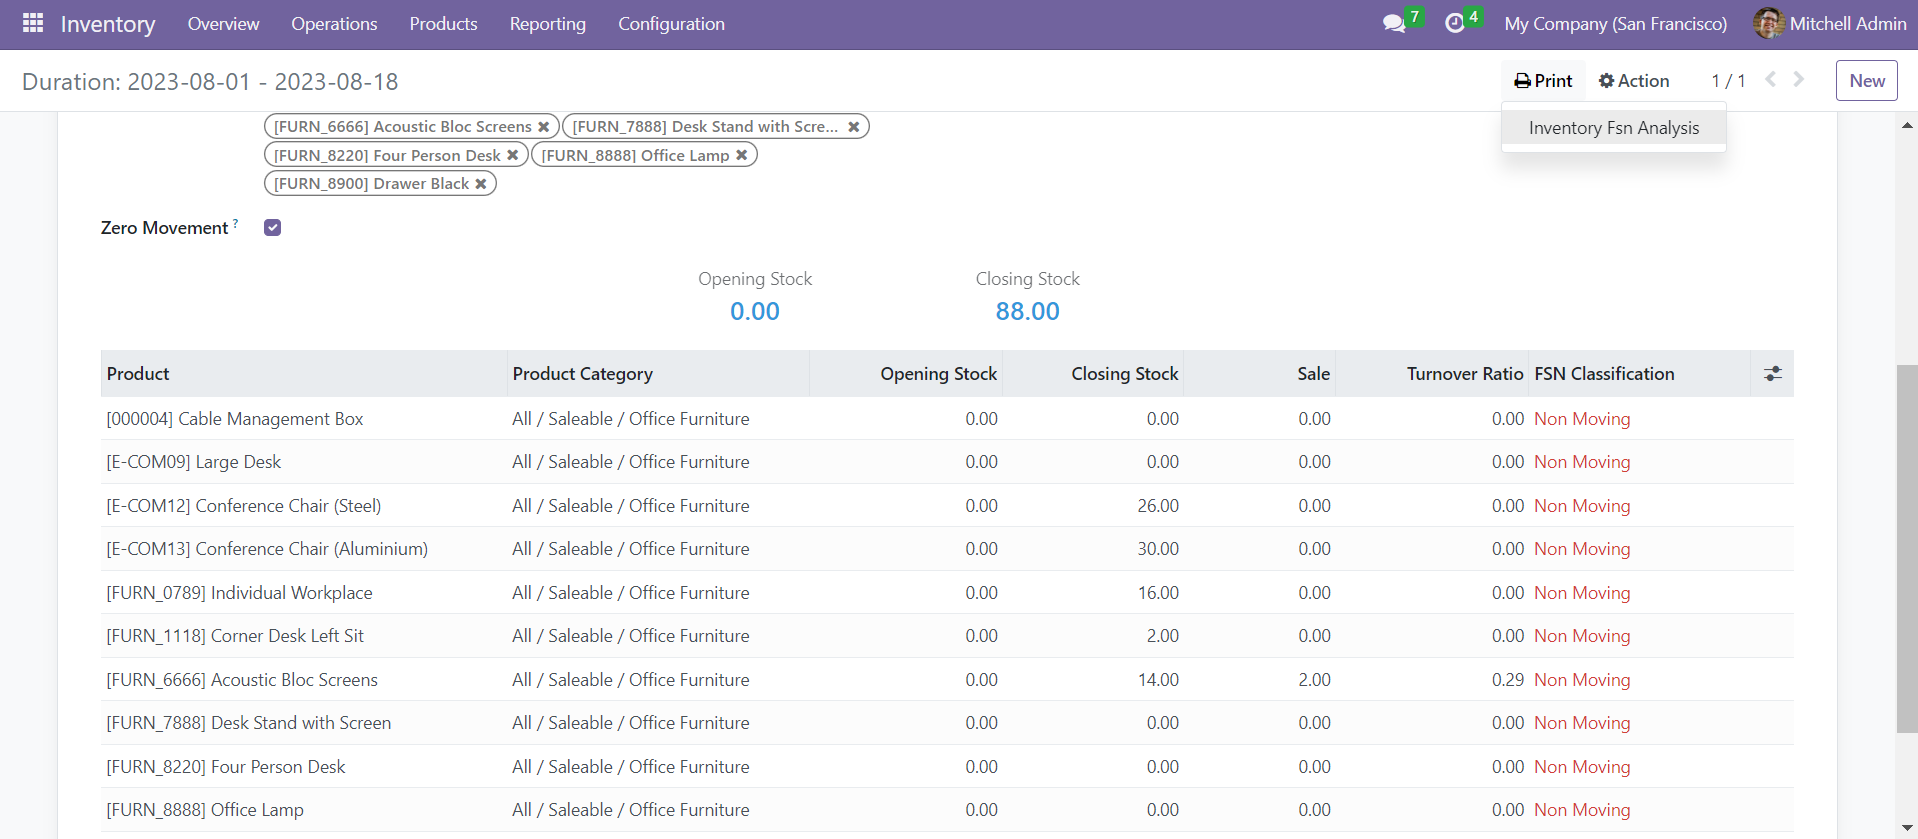 Inventory Overview Operations Products Reporting Configuration 7 4 My Company (San Francisco) Mitchell Admin
Duration: 2023-08-01 - 2023-08-18 Print Action 1 / 1 New
Inventory Fsn Analysis
[FURN_6666] Acoustic Bloc Screens [FURN_7888] Desk Stand with Scre...
[FURN_8220] Four Person Desk [FURN_8888] Office Lamp
[FURN_8900] Drawer Black
Zero Movement ?
Opening Stock Closing Stock
0.00 88.00
Product Product Category Opening Stock Closing Stock Sale Turnover Ratio FSN Classification
[000004] Cable Management Box All / Saleable / Office Furniture 0.00 0.00 0.00 0.00 Non Moving
[E-COM09] Large Desk All / Saleable / Office Furniture 0.00 0.00 0.00 0.00 Non Moving
[E-COM12] Conference Chair (Steel) All / Saleable / Office Furniture 0.00 26.00 0.00 0.00 Non Moving
[E-COM13] Conference Chair (Aluminium) All / Saleable / Office Furniture 0.00 30.00 0.00 0.00 Non Moving
[FURN_0789] Individual Workplace All / Saleable / Office Furniture 0.00 16.00 0.00 0.00 Non Moving
[FURN_1118] Corner Desk Left Sit All / Saleable / Office Furniture 0.00 2.00 0.00 0.00 Non Moving
[FURN_6666] Acoustic Bloc Screens All / Saleable / Office Furniture 0.00 14.00 2.00 0.29 Non Moving
[FURN_7888] Desk Stand with Screen All / Saleable / Office Furniture 0.00 0.00 0.00 0.00 Non Moving
[FURN_8220] Four Person Desk All / Saleable / Office Furniture 0.00 0.00 0.00 0.00 Non Moving
[FURN_8888] Office Lamp All / Saleable / Office Furniture 0.00 0.00 0.00 0.00 Non Moving